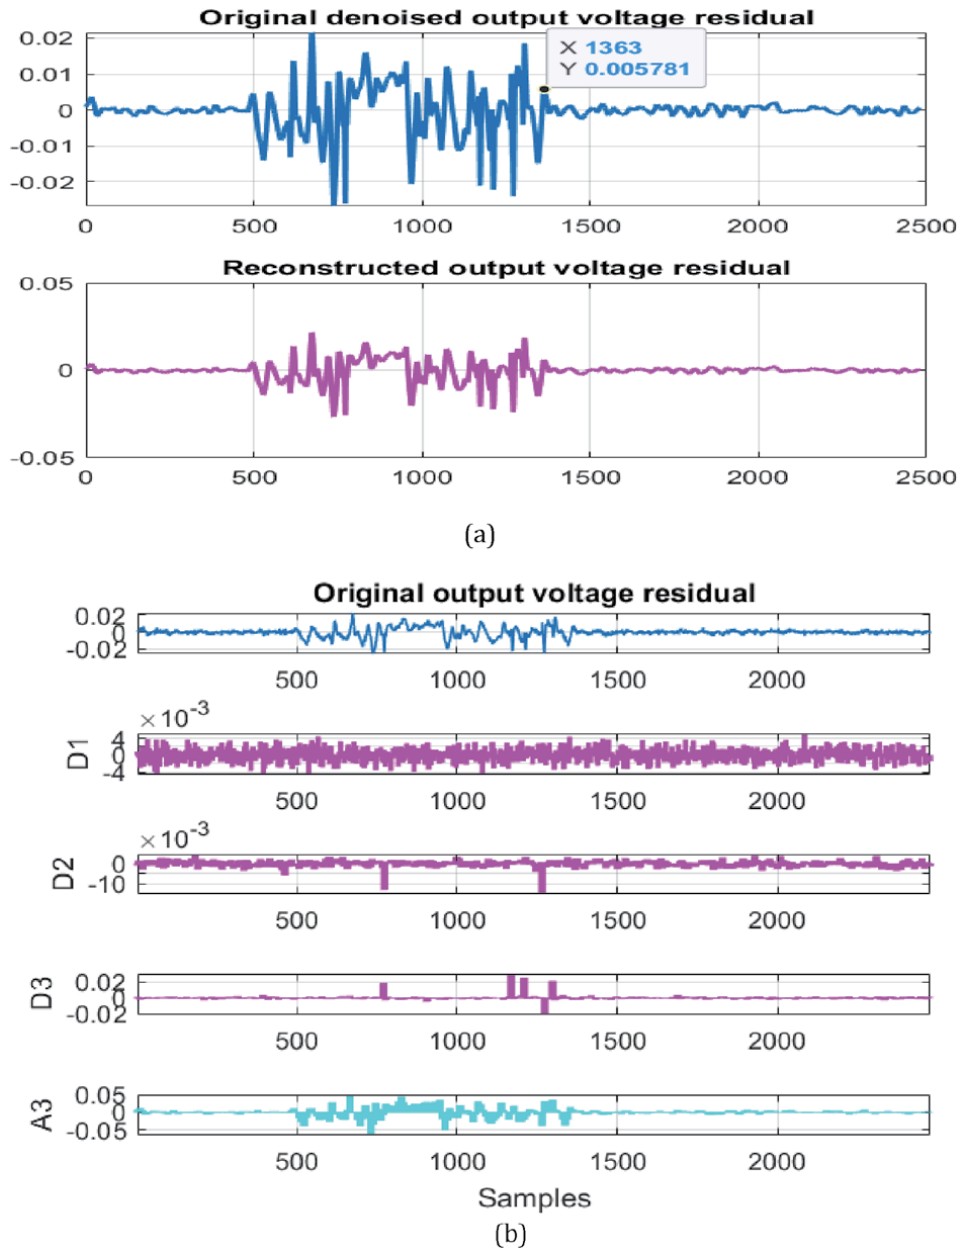 Original denoised output voltage residual
X 1363
Y 0.005781
0.02
0.01
0
-0.01
-0.02
0 500 1000 1500 2000 2500
Reconstructed output voltage residual
0.05
0
-0.05
0 500 1000 1500 2000 2500
(a)
Original output voltage residual
0.02
0
-0.02
500 1000 1500 2000
×10-3
D1
4
0
-4
500 1000 1500 2000
×10-3
D2
0
-10
500 1000 1500 2000
D3
0.02
0
-0.02
500 1000 1500 2000
A3
0.05
0
-0.05
500 1000 1500 2000
Samples
(b)